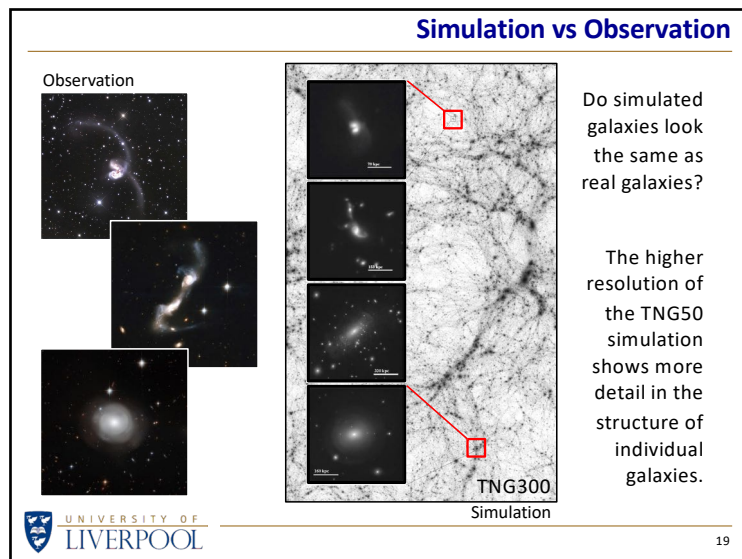 Simulation vs Observation
Observation
Do simulated
galaxies look
the same as
real galaxies?
The higher
resolution of
the TNG50
simulation
shows more
detail in the
structure of
individual
galaxies.
TNG300
Simulation
UNIVERSITY OF
LIVERPOOL
19